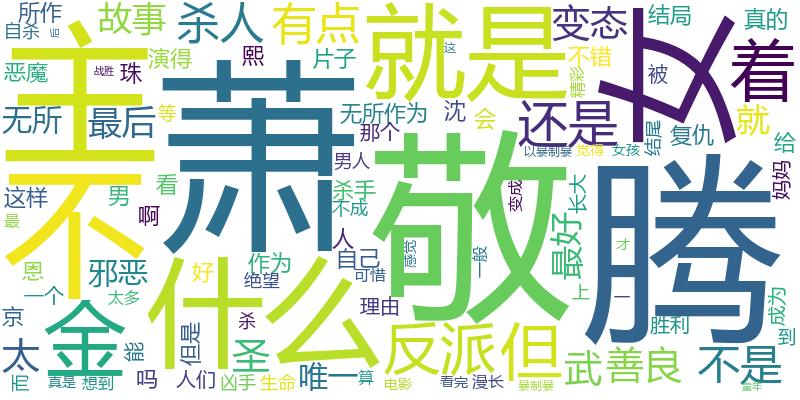 所作 故事 杀人 有点 就是 变态 结局 真的
自杀 后 恶魔 战胜 珠 演得 熙 片子 女 着 这 精彩 不错 被
主 萧 敬 腾 不 什么
无所 最后 等 无所作为 沈 会 还是 复仇 就 给
那个 以暴制暴 觉得 女孩 结尾
这样 男 看 啊 杀手 男人 不成 变成 长大 妈妈
最 恩 邪恶 好 作为 人 自己 感觉 一般 最好 才
一个 太多 绝望 可惜 上 一 成为
京 金 理由 胜利 到
太 能 但是 圣 杀 反派 但 武 善良 不是
真是 想到 吗 人们 凶手 生命 唯一 算 电影 看完 漫长 暴制暴 童年